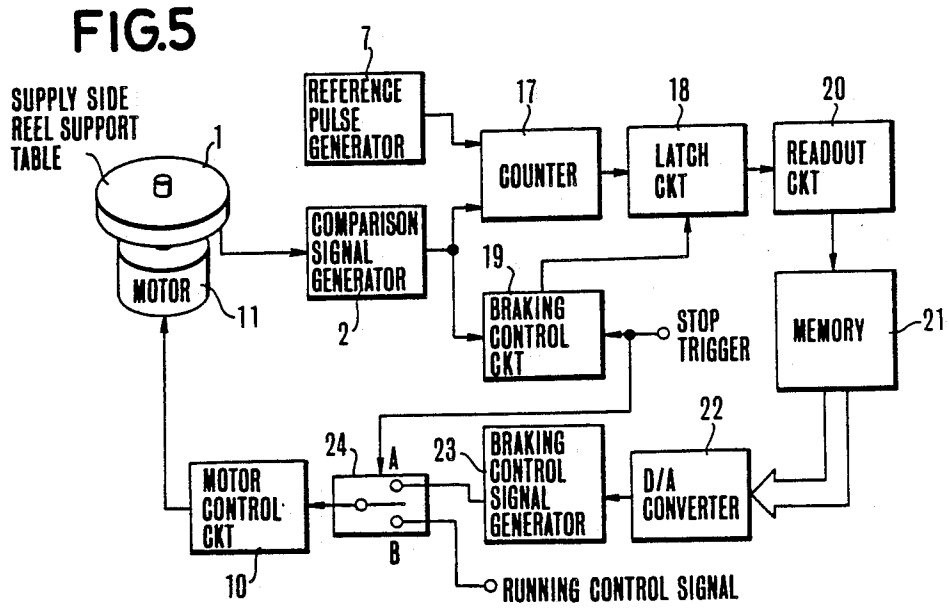 FIG.5
SUPPLY SIDE
REEL SUPPORT
TABLE
1
MOTOR
11
7
REFERENCE
PULSE
GENERATOR
COMPARISON
SIGNAL
GENERATOR
2
17
COUNTER
18
LATCH
CKT
20
READOUT
CKT
19
BRAKING
CONTROL
CKT
STOP
TRIGGER
MEMORY
21
22
D/A
CONVERTER
23
BRAKING
CONTROL
SIGNAL
GENERATOR
24
A
B
MOTOR
CONTROL
CKT
10
RUNNING CONTROL SIGNAL